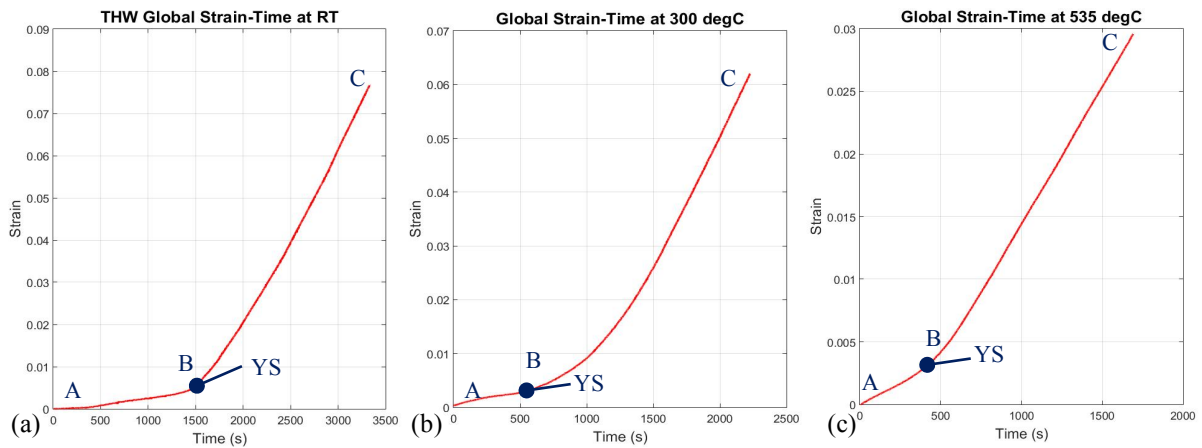 THW Global Strain-Time at RT
0.09
0.08
0.07
0.06
0.05
0.04
0.03
0.02
0.01
0
Strain
0 500 1000 1500 2000 2500 3000 3500
Time (s)
A
B
C
YS
(a)
Global Strain-Time at 300 degC
0.07
0.06
0.05
0.04
0.03
0.02
0.01
0
Strain
0 500 1000 1500 2000 2500
Time (s)
A
B
C
YS
(b)
Global Strain-Time at 535 degC
0.03
0.025
0.02
0.015
0.01
0.005
0
Strain
0 500 1000 1500 2000
Time (s)
A
B
C
YS
(c)